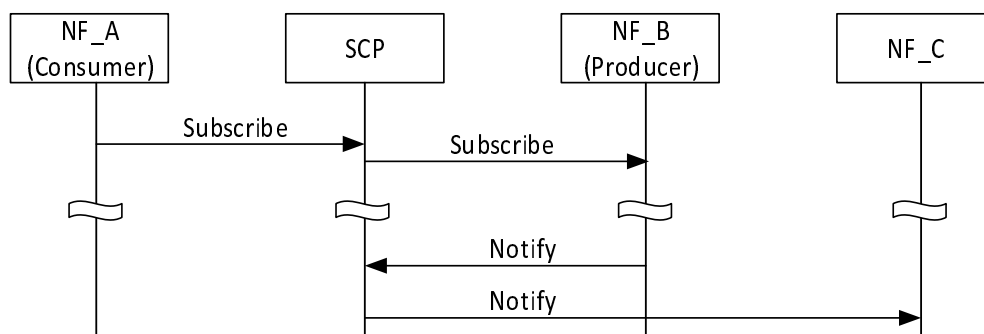 NF_A
(Consumer)
SCP
NF_B
(Producer)
NF_C
Subscribe
Subscribe
Notify
Notify